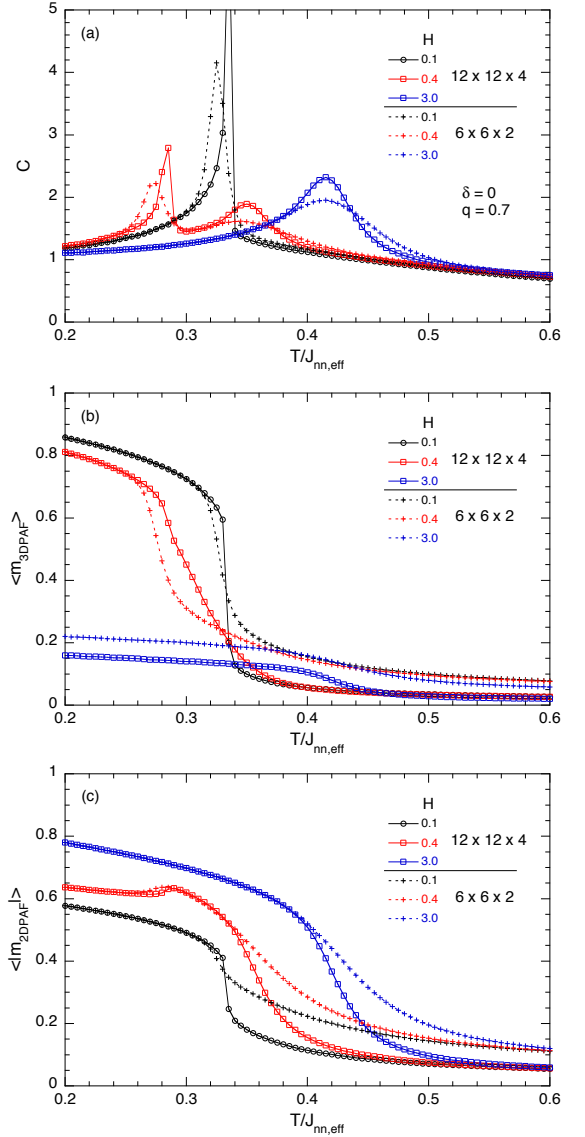 (a)
H
0.1
0.4 12 x 12 x 4
3.0
0.1
0.4 6 x 6 x 2
3.0
δ = 0
q = 0.7
5
4
3
2
1
0
C
0.2 0.3 0.4 0.5 0.6
T/J_nn,eff
(b)
H
0.1
0.4 12 x 12 x 4
3.0
0.1
0.4 6 x 6 x 2
3.0
1
0.8
0.6
0.4
0.2
0
<m_3DPAF>
0.2 0.3 0.4 0.5 0.6
T/J_nn,eff
(c)
H
0.1
0.4 12 x 12 x 4
3.0
0.1
0.4 6 x 6 x 2
3.0
1
0.8
0.6
0.4
0.2
0
<|m_2DPAF|>
0.2 0.3 0.4 0.5 0.6
T/J_nn,eff